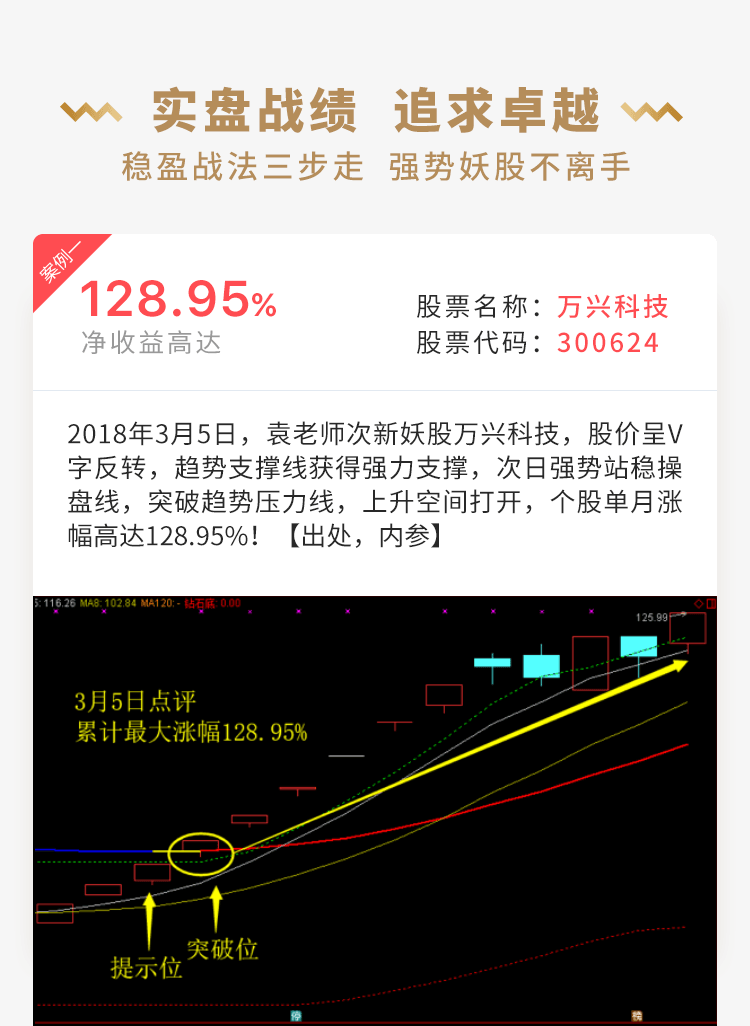 实盘战绩 追求卓越
稳盈战法三步走 强势妖股不离手
案例一
128.95%
净收益高达
股票名称：万兴科技
股票代码：300624
2018年3月5日，袁老师次新妖股万兴科技，股价呈V
字反转，趋势支撑线获得强力支撑，次日强势站稳操
盘线，突破趋势压力线，上升空间打开，个股单月涨
幅高达128.95%！【出处，内参】
5: 116.26 MA8: 102.84 MA120: - 钻石底: 0.00
125.99
3月5日点评
累计最大涨幅128.95%
突破位
提示位
停
榜